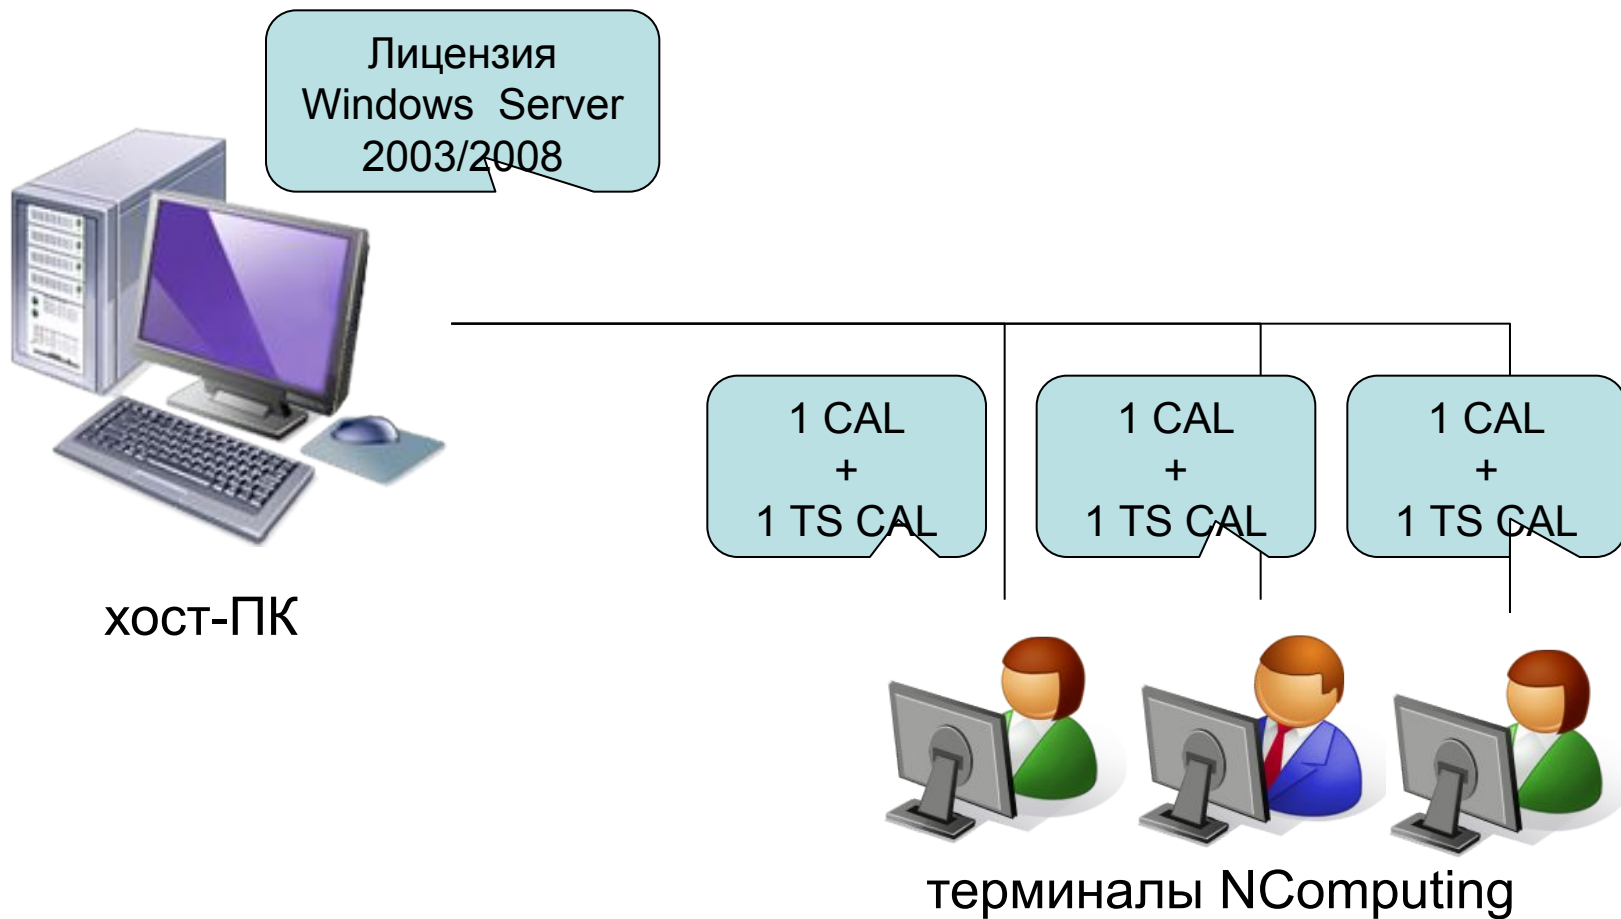 Лицензия
Windows Server
2003/2008
1 CAL
+
1 TS CAL
1 CAL
+
1 TS CAL
1 CAL
+
1 TS CAL
хост-ПК
терминалы NComputing